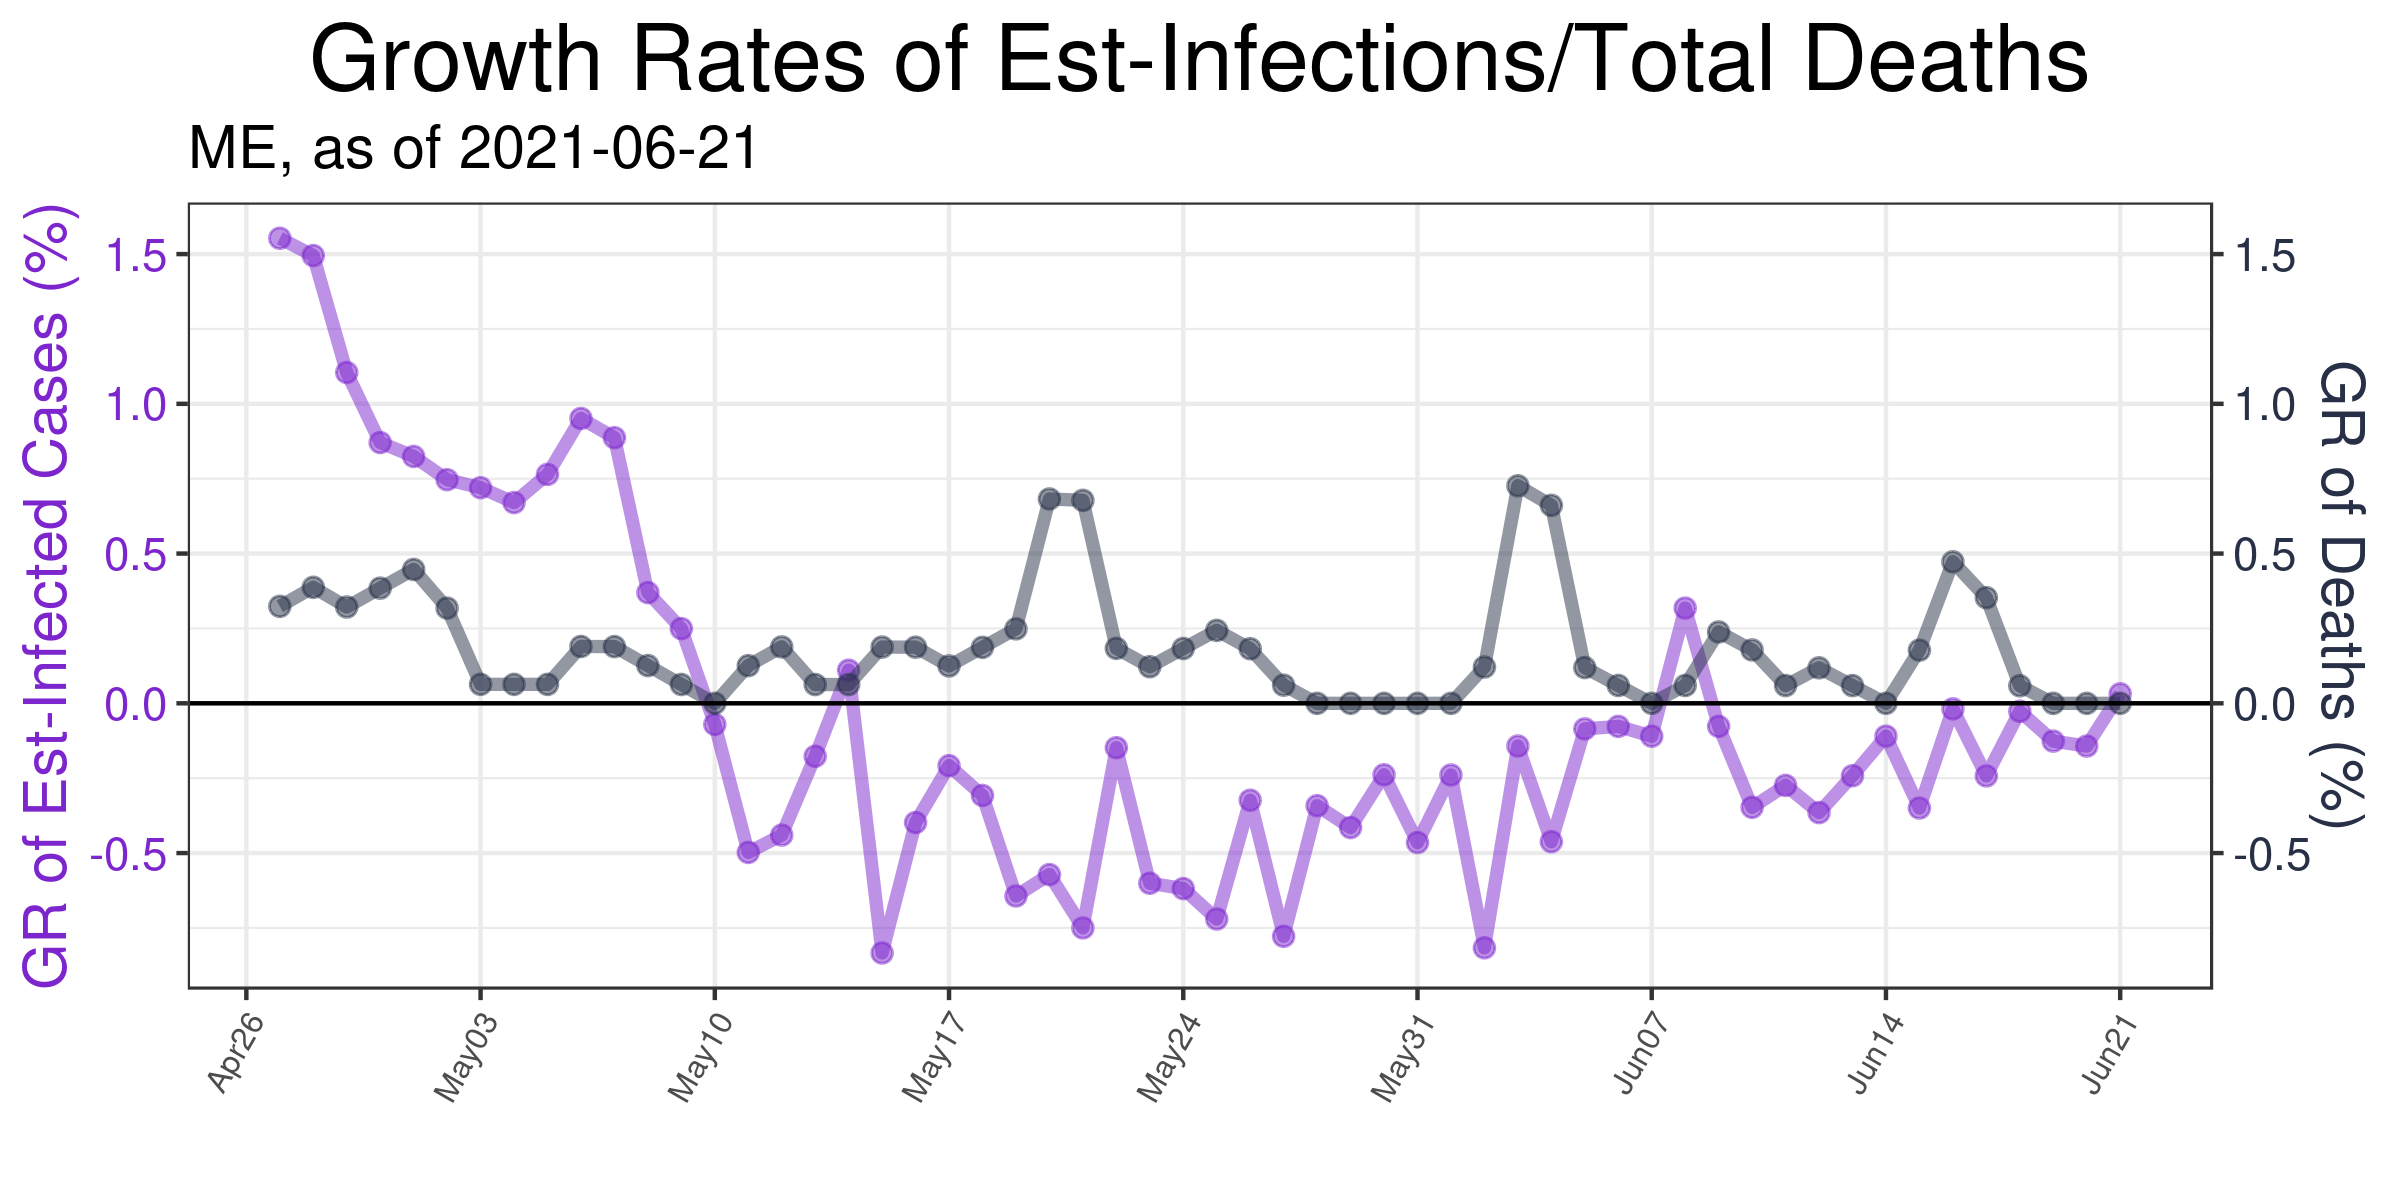 Growth Rates of Est-Infections/Total Deaths
ME, as of 2021-06-21
GR of Est-Infected Cases (%)
1.5
1.0
0.5
0.0
-0.5
1.5
1.0
0.5
0.0
-0.5
GR of Deaths (%)
Apr26
May03
May10
May17
May24
May31
Jun07
Jun14
Jun21